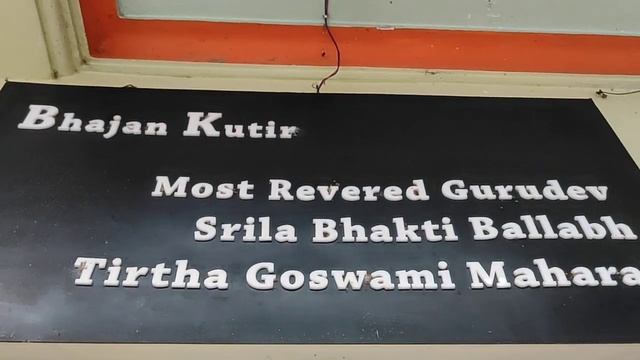 Bhajan Kutir
Most Revered Gurudev
Srila Bhakti Ballabh
Tirtha Goswami Mahara